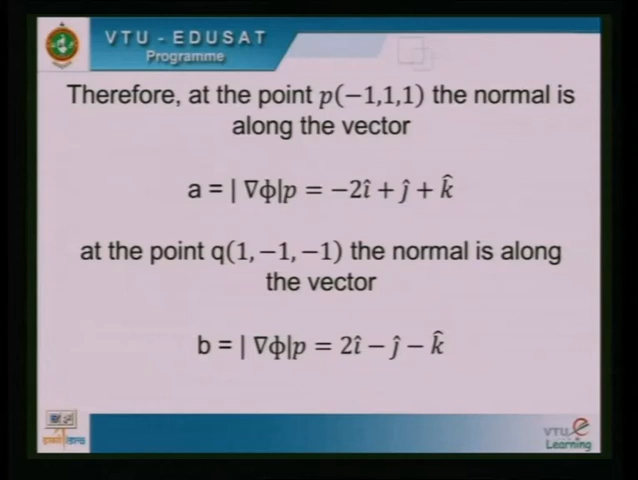 VTU - EDUSAT
Programme
Therefore, at the point p(−1,1,1) the normal is
along the vector
a = | ∇ϕ|p = −2î + ĵ + k̂
at the point q(1, −1, −1) the normal is along
the vector
b = | ∇ϕ|p = 2î − ĵ − k̂
VTU e
Learning